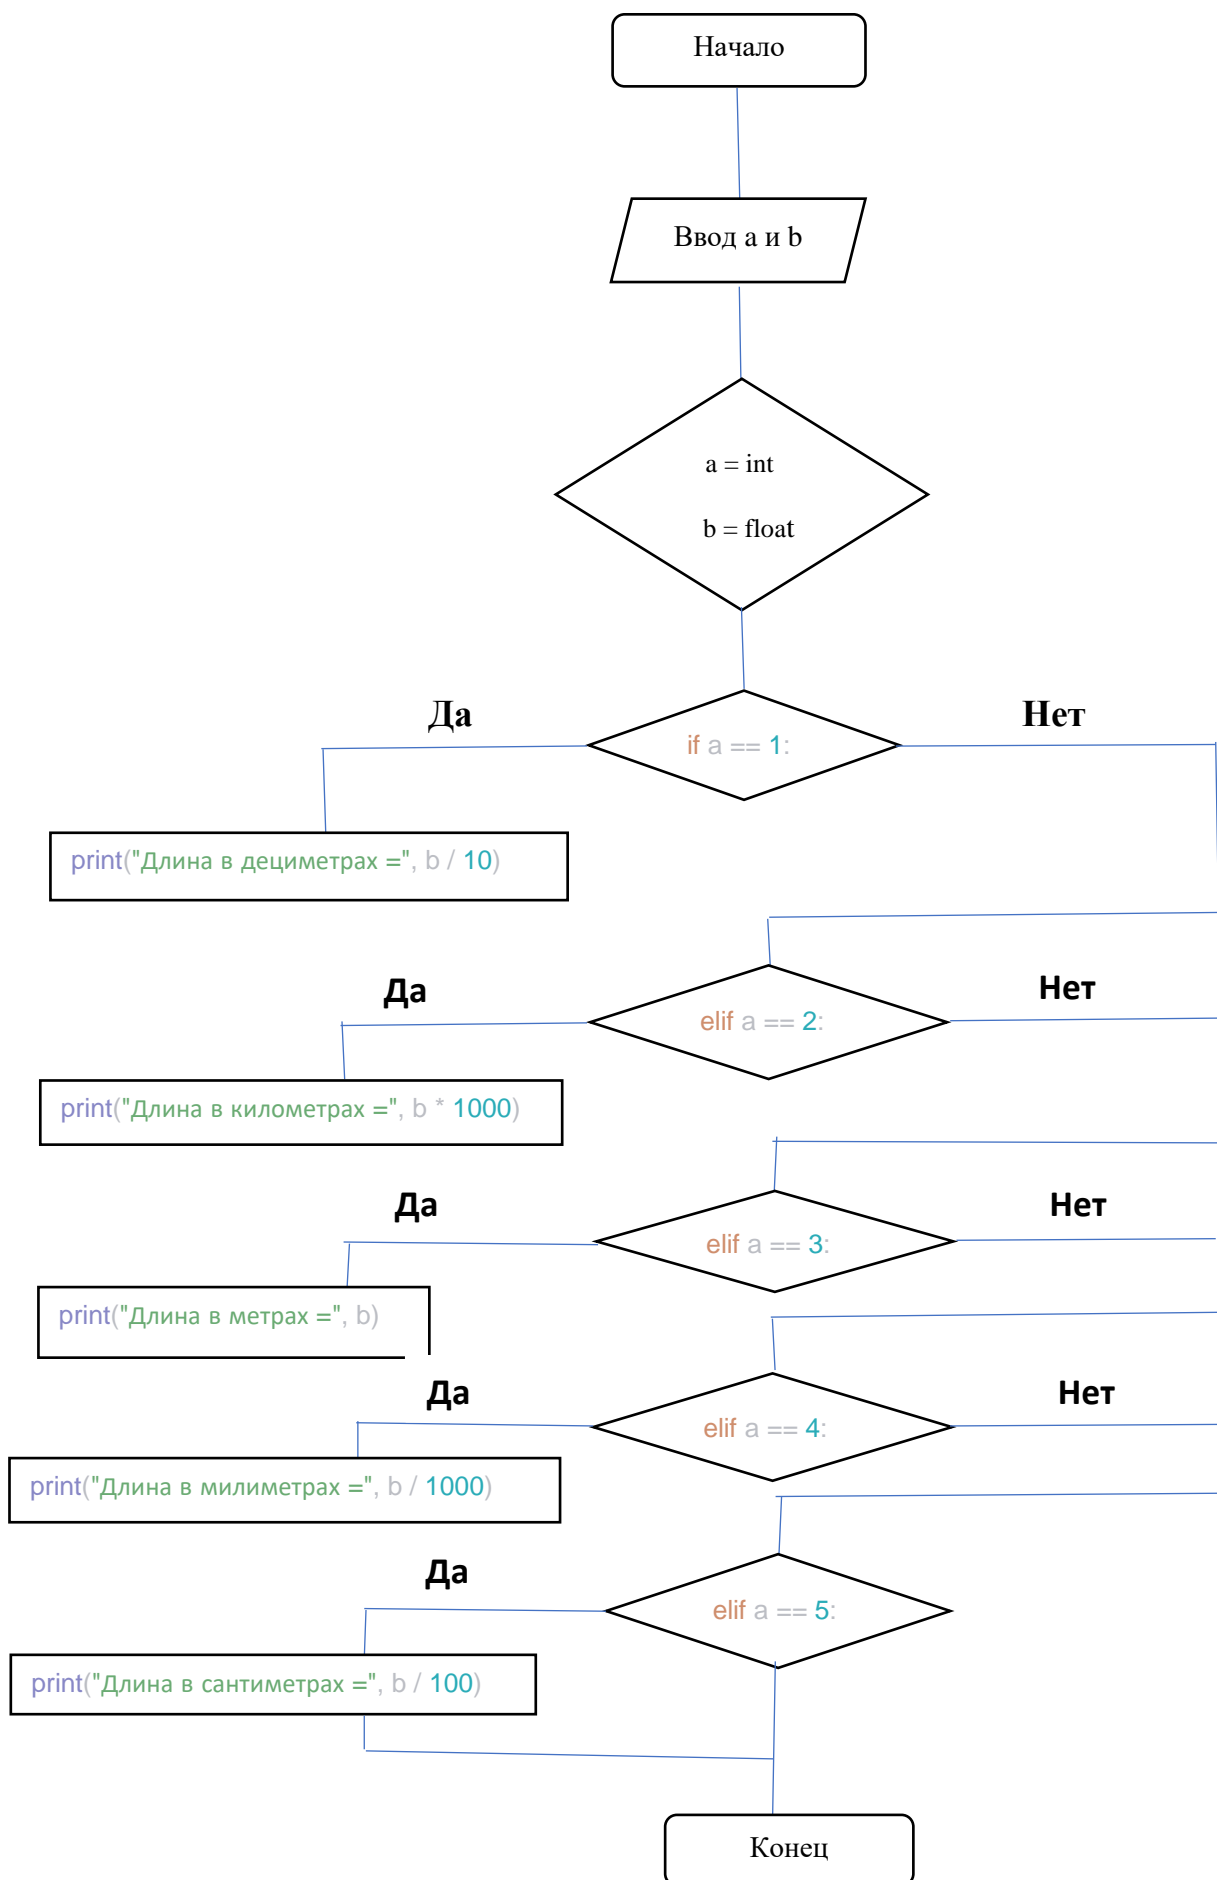 Начало
Ввод a и b
a = int
b = float
Да
Нет
if a == 1:
print("Длина в дециметрах =", b / 10)
Да
Нет
elif a == 2:
print("Длина в километрах =", b * 1000)
Да
Нет
elif a == 3:
print("Длина в метрах =", b)
Да
Нет
elif a == 4:
print("Длина в милиметрах =", b / 1000)
Да
elif a == 5:
print("Длина в сантиметрах =", b / 100)
Конец